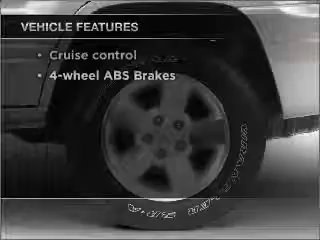 VEHICLE FEATURES
• Cruise control
• 4-wheel ABS Brakes